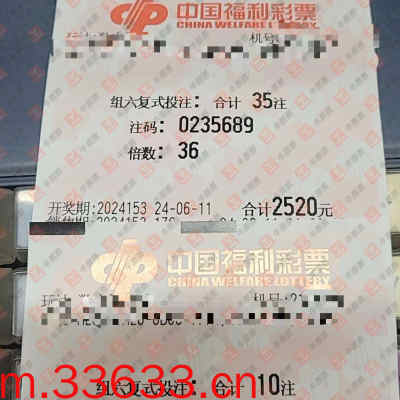 中国福利彩票
CHINA WELFARE LOTTERY
机号:
组六复式投注: 合计 35注
注码: 0235689
倍数: 36
开奖期:2024153 24-06-11 合计2520元
中国福利彩票
CHINA WELFARE LOTTERY
机号:
组六复式投注: 合计 10注
m.33633.cn